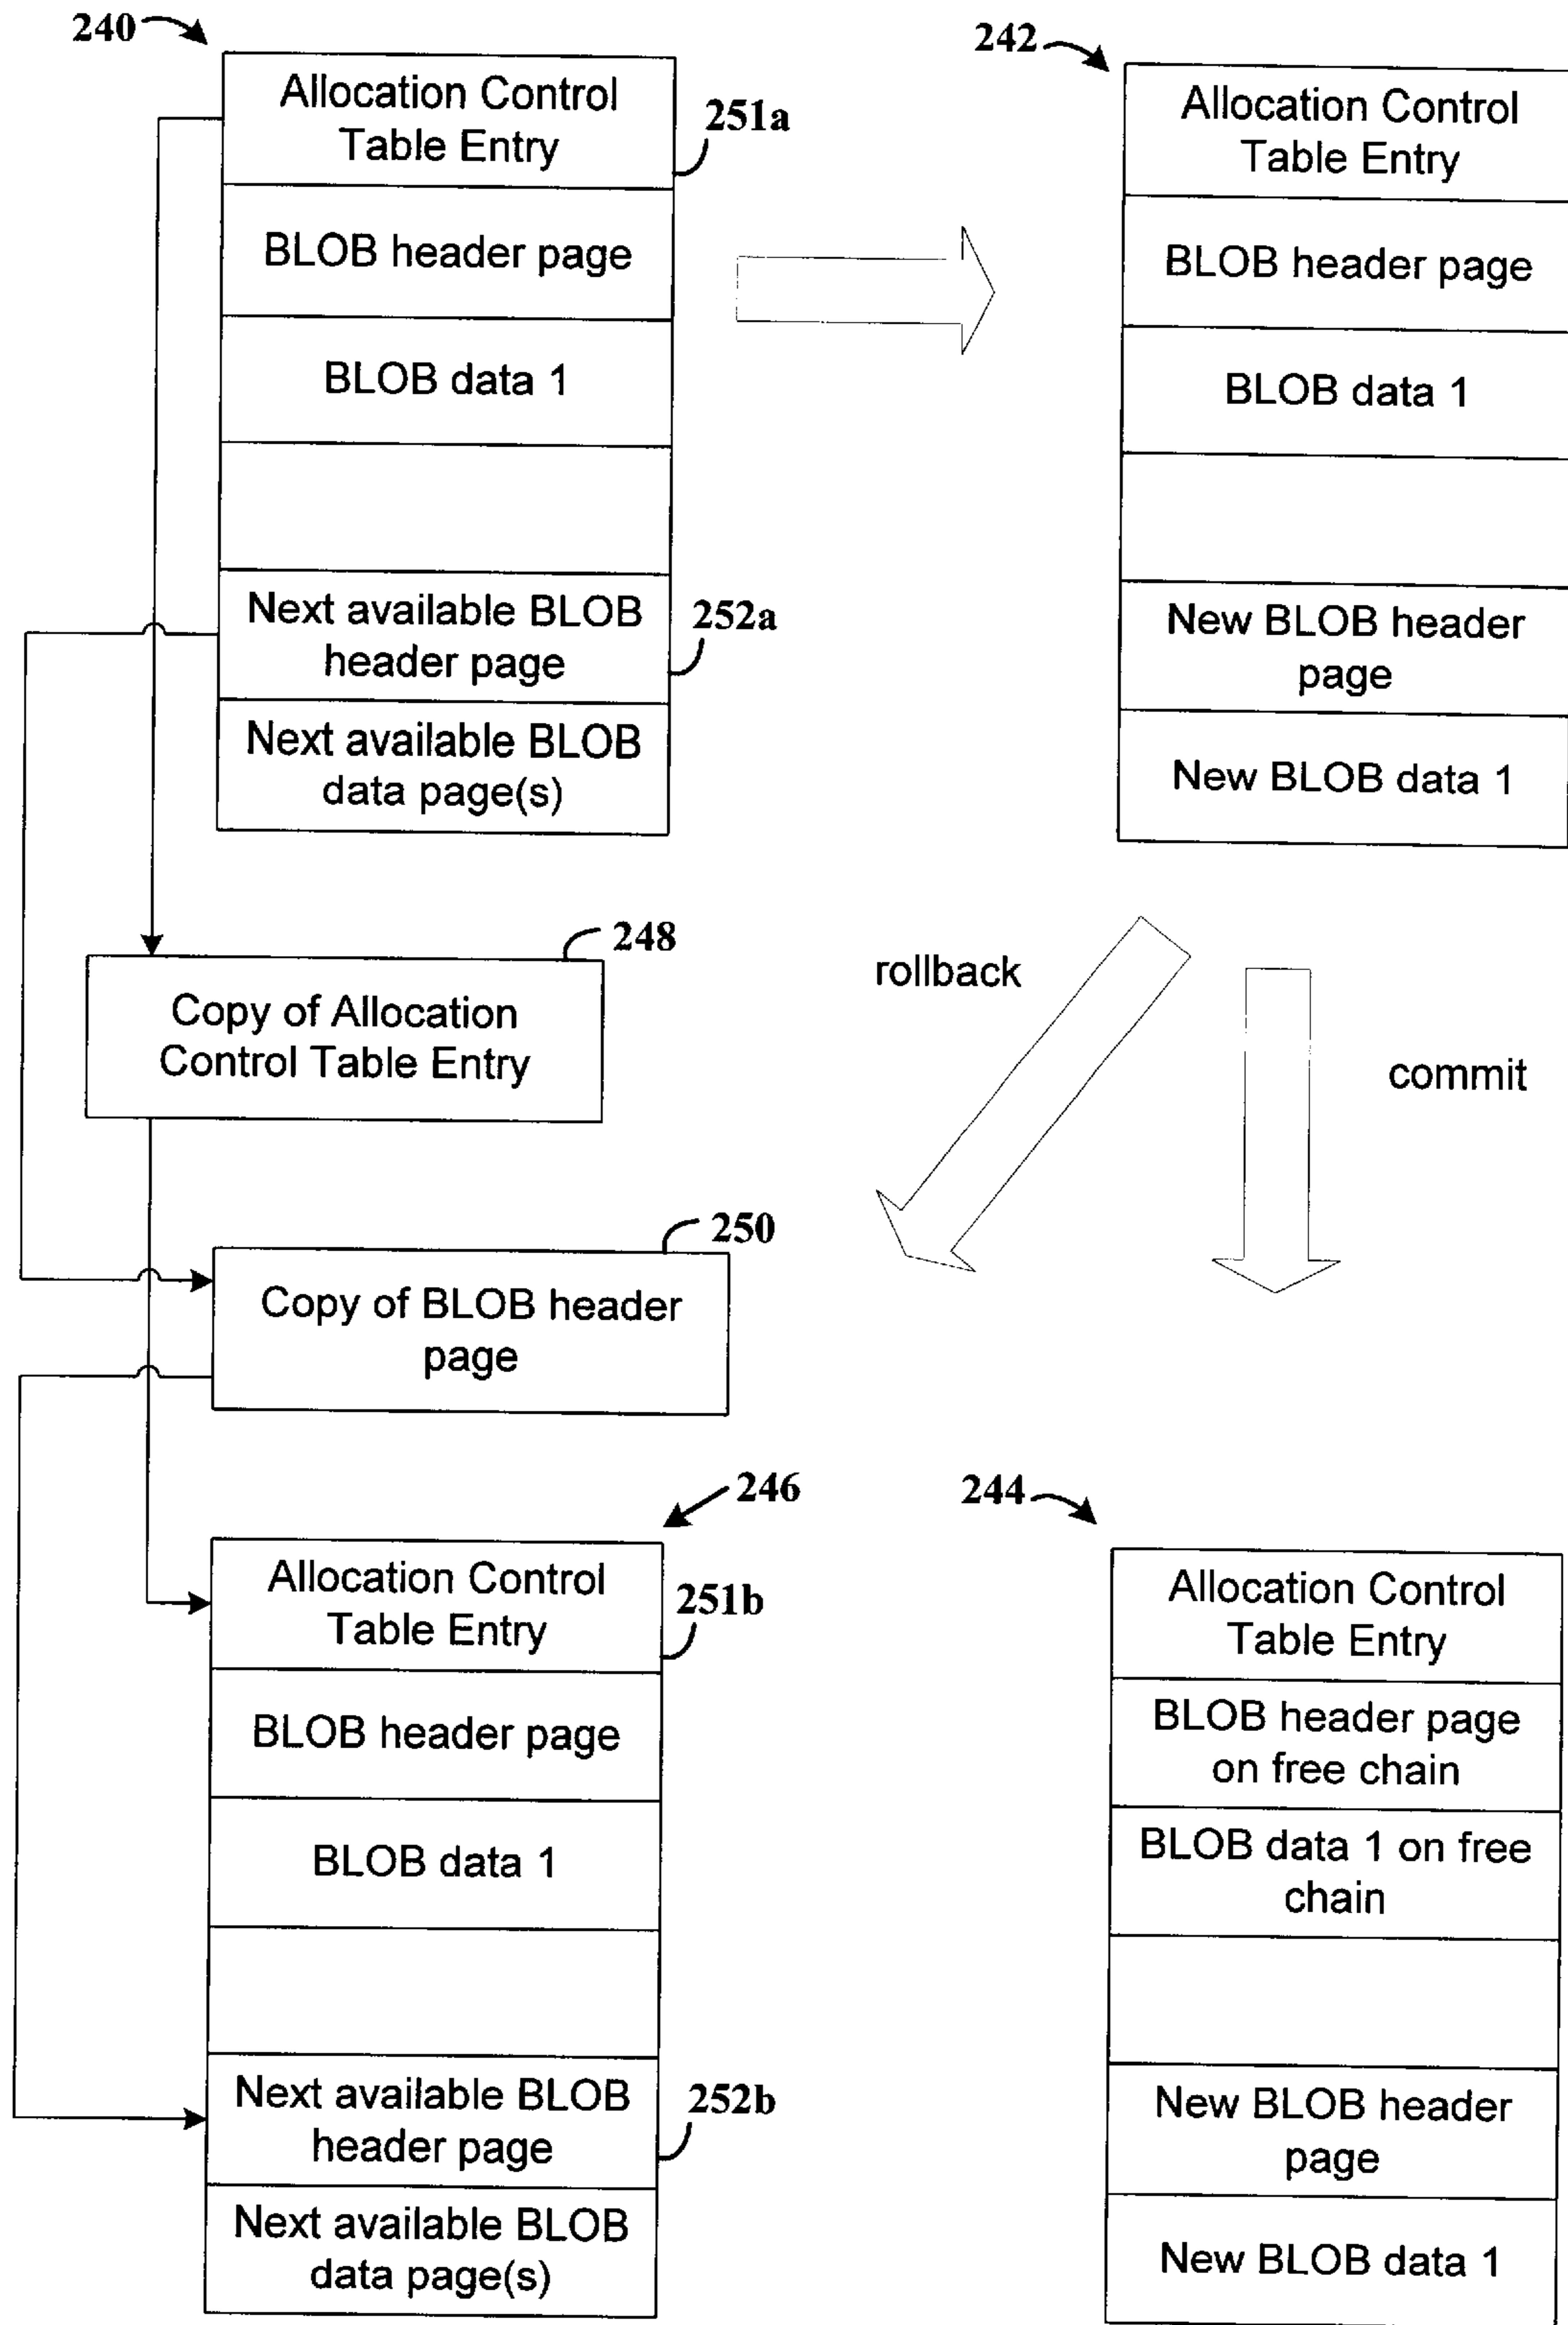 240
Allocation Control
Table Entry
251a
BLOB header page
BLOB data 1
Next available BLOB
header page
252a
Next available BLOB
data page(s)
242
Allocation Control
Table Entry
BLOB header page
BLOB data 1
New BLOB header
page
New BLOB data 1
248
Copy of Allocation
Control Table Entry
rollback
commit
250
Copy of BLOB header
page
246
Allocation Control
Table Entry
251b
BLOB header page
BLOB data 1
Next available BLOB
header page
252b
Next available BLOB
data page(s)
244
Allocation Control
Table Entry
BLOB header page
on free chain
BLOB data 1 on free
chain
New BLOB header
page
New BLOB data 1